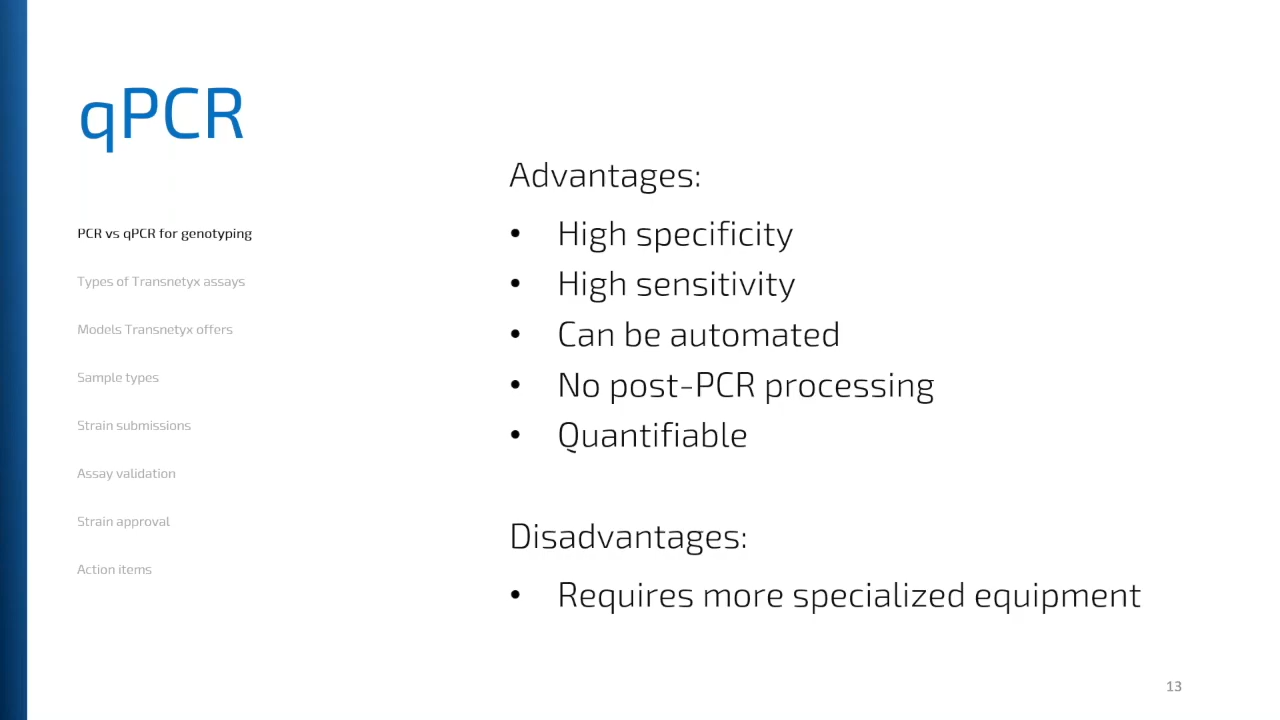 qPCR
PCR vs qPCR for genotyping
Types of Transnetyx assays
Models Transnetyx offers
Sample types
Strain submissions
Assay validation
Strain approval
Action items
Advantages:
• High specificity
• High sensitivity
• Can be automated
• No post-PCR processing
• Quantifiable
Disadvantages:
• Requires more specialized equipment
13